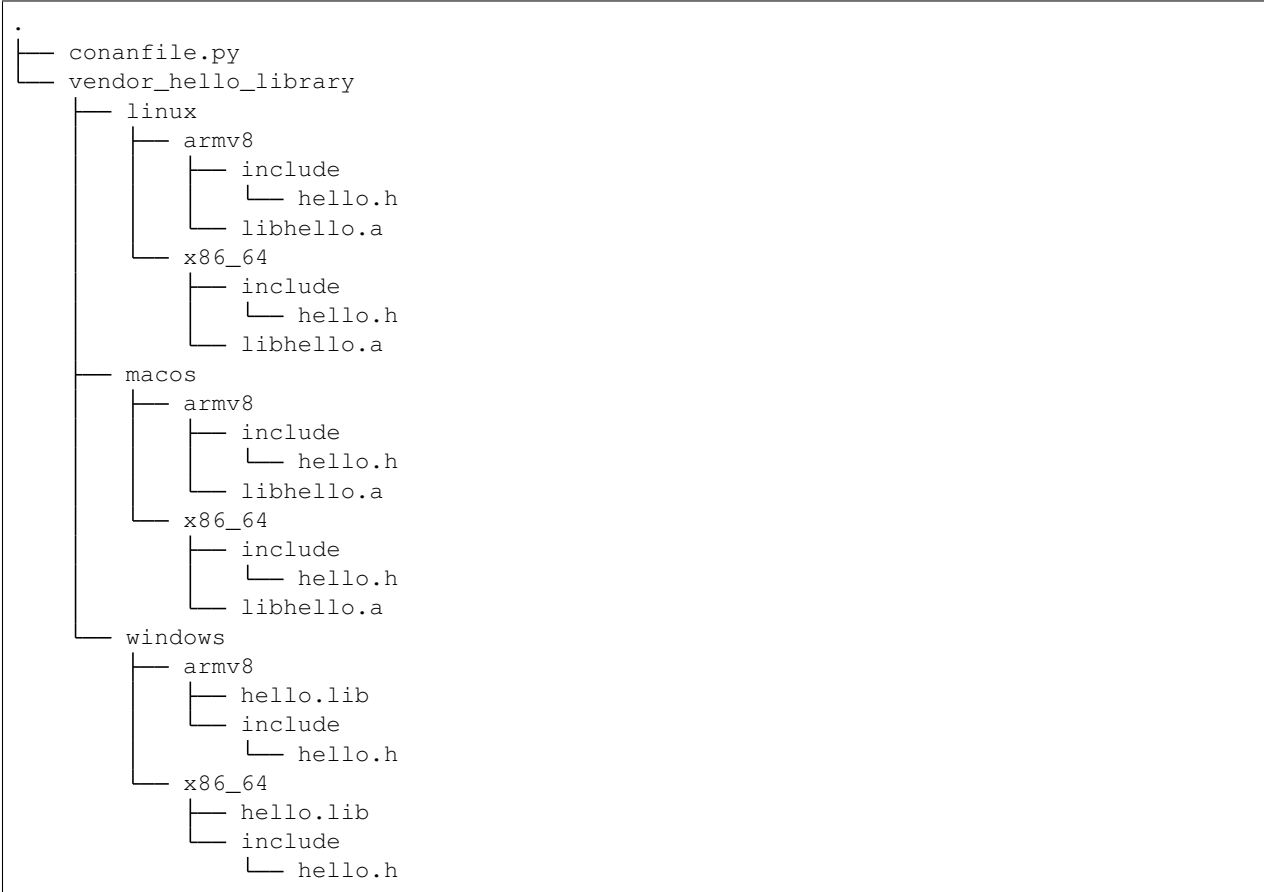 .
├── conanfile.py
└── vendor_hello_library
    ├── linux
    │   ├── armv8
    │   │   ├── include
    │   │   │   └── hello.h
    │   │   └── libhello.a
    │   └── x86_64
    │       ├── include
    │       │   └── hello.h
    │       └── libhello.a
    ├── macos
    │   ├── armv8
    │   │   ├── include
    │   │   │   └── hello.h
    │   │   └── libhello.a
    │   └── x86_64
    │       ├── include
    │       │   └── hello.h
    │       └── libhello.a
    └── windows
        ├── armv8
        │   ├── hello.lib
        │   └── include
        │       └── hello.h
        └── x86_64
            ├── hello.lib
            └── include
                └── hello.h